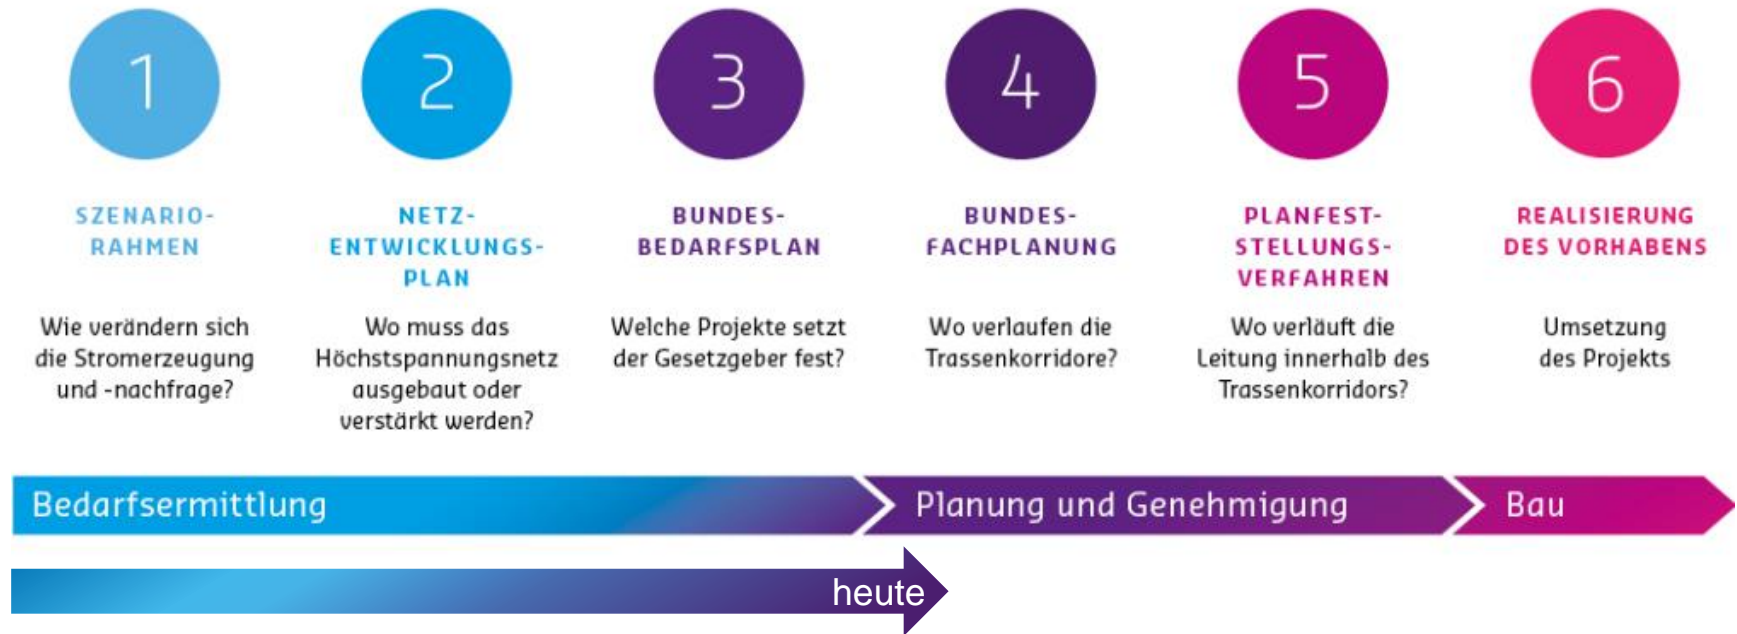 1
2
3
4
5
6
SZENARIO-
RAHMEN
Wie verändern sich
die Stromerzeugung
und -nachfrage?
NETZ-
ENTWICKLUNGS-
PLAN
Wo muss das
Höchstspannungsnetz
ausgebaut oder
verstärkt werden?
BUNDES-
BEDARFSPLAN
Welche Projekte setzt
der Gesetzgeber fest?
BUNDES-
FACHPLANUNG
Wo verlaufen die
Trassenkorridore?
PLANFEST-
STELLUNGS-
VERFAHREN
Wo verläuft die
Leitung innerhalb des
Trassenkorridors?
REALISIERUNG
DES VORHABENS
Umsetzung
des Projekts
Bedarfsermittlung
Planung und Genehmigung
Bau
heute